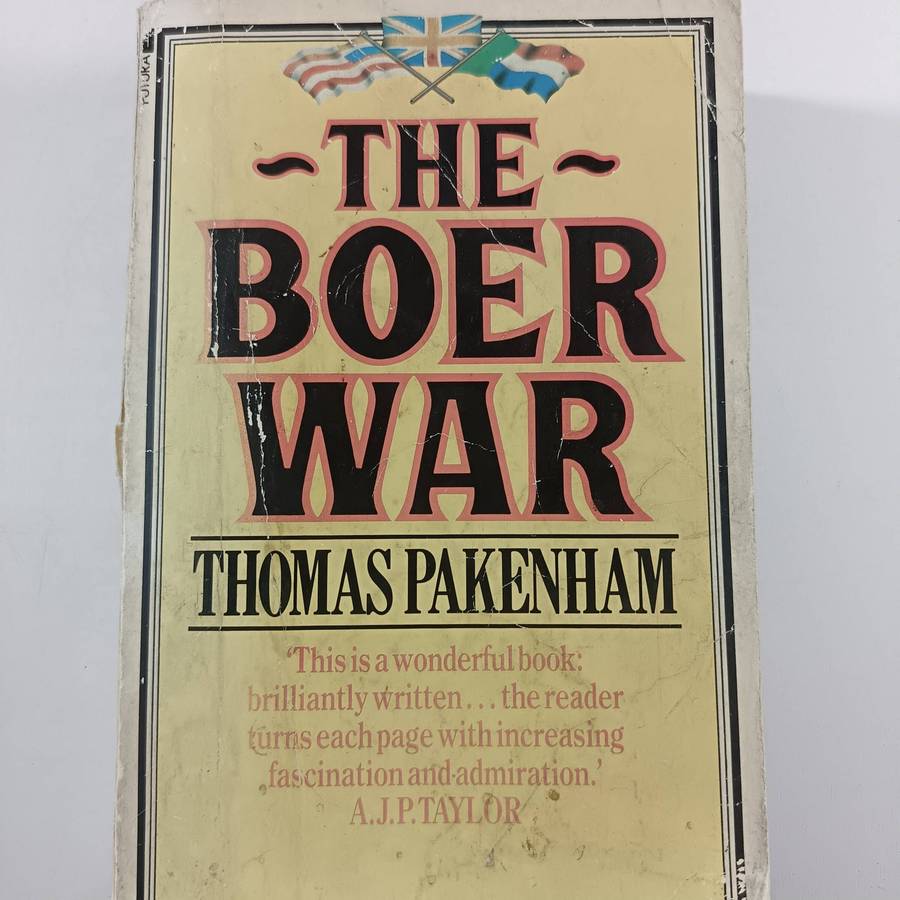 FUTURA
~THE~
BOER
WAR
THOMAS PAKENHAM
‘This is a wonderful book:
brilliantly written...the reader
turns each page with increasing
fascination and admiration.’
A.J.P. TAYLOR